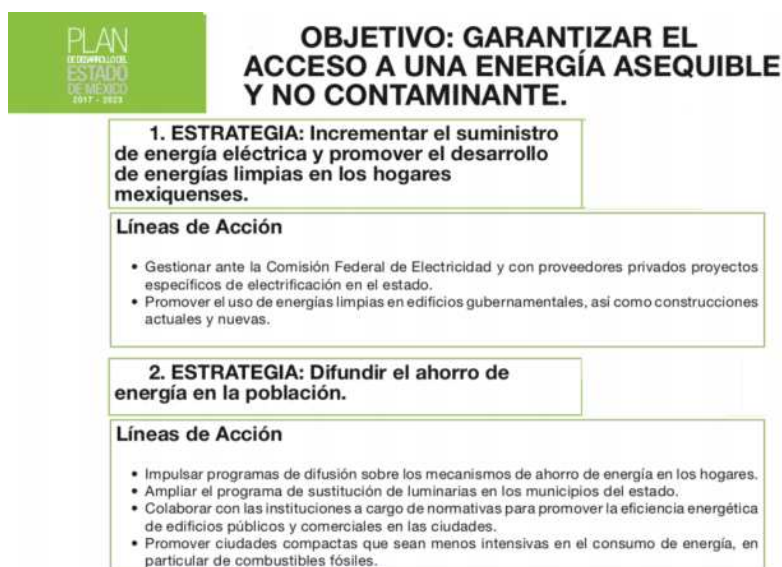 PLAN
DE DESARROLLO DEL
ESTADO
DE MÉXICO
2017 - 2023
OBJETIVO: GARANTIZAR EL
ACCESO A UNA ENERGÍA ASEQUIBLE
Y NO CONTAMINANTE.
1. ESTRATEGIA: Incrementar el suministro
de energía eléctrica y promover el desarrollo
de energías limpias en los hogares
mexiquenses.
Líneas de Acción
• Gestionar ante la Comisión Federal de Electricidad y con proveedores privados proyectos
específicos de electrificación en el estado.
• Promover el uso de energías limpias en edificios gubernamentales, así como construcciones
actuales y nuevas.
2. ESTRATEGIA: Difundir el ahorro de
energía en la población.
Líneas de Acción
• Impulsar programas de difusión sobre los mecanismos de ahorro de energía en los hogares.
• Ampliar el programa de sustitución de luminarias en los municipios del estado.
• Colaborar con las instituciones a cargo de normativas para promover la eficiencia energética
de edificios públicos y comerciales en las ciudades.
• Promover ciudades compactas que sean menos intensivas en el consumo de energía, en
particular de combustibles fósiles.